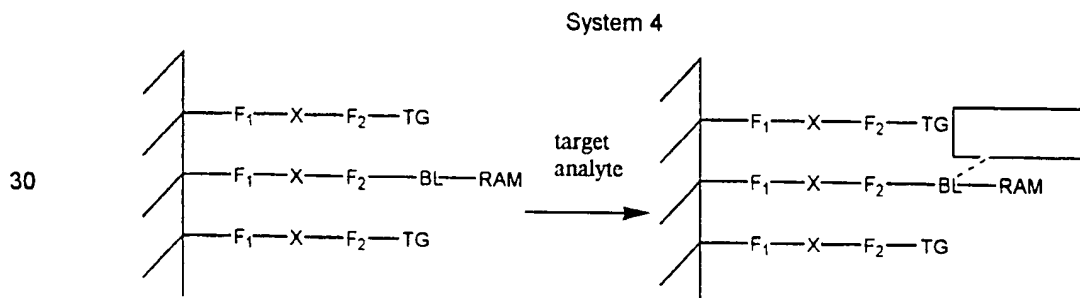 System 4
F₁—X—F₂—TG
30 F₁—X—F₂—BL—RAM
F₁—X—F₂—TG
target
analyte
F₁—X—F₂—TG
F₁—X—F₂—BL—RAM
F₁—X—F₂—TG